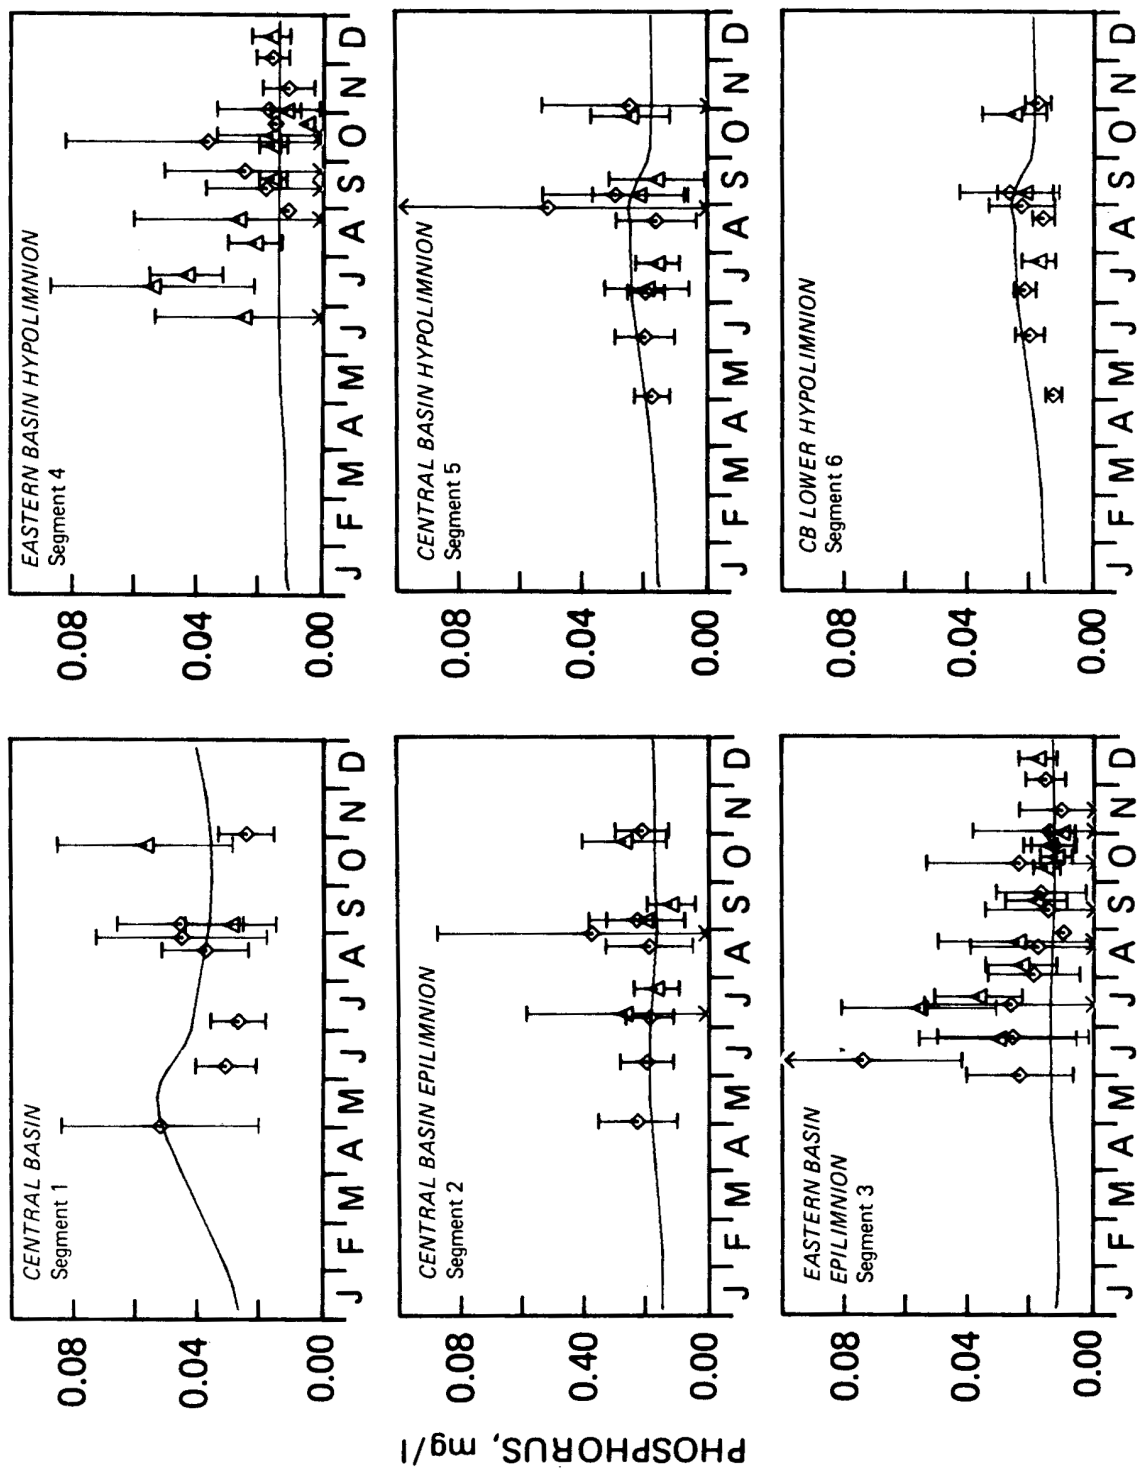 PHOSPHORUS, mg/l
CENTRAL BASIN
Segment 1
0.08
0.04
0.00
J'F'M'A'M'J'J'A'S'O'N'D
CENTRAL BASIN EPILIMNION
Segment 2
0.08
0.40
0.00
J'F'M'A'M'J'J'A'S'O'N'D
EASTERN BASIN
EPILIMNION
Segment 3
0.08
0.04
0.00
J'F'M'A'M'J'J'A'S'O'N'D
EASTERN BASIN HYPOLIMNION
Segment 4
0.08
0.04
0.00
J'F'M'A'M'J'J'A'S'O'N'D
CENTRAL BASIN HYPOLIMNION
Segment 5
0.08
0.04
0.00
J'F'M'A'M'J'J'A'S'O'N'D
CB LOWER HYPOLIMNION
Segment 6
0.08
0.04
0.00
J'F'M'A'M'J'J'A'S'O'N'D